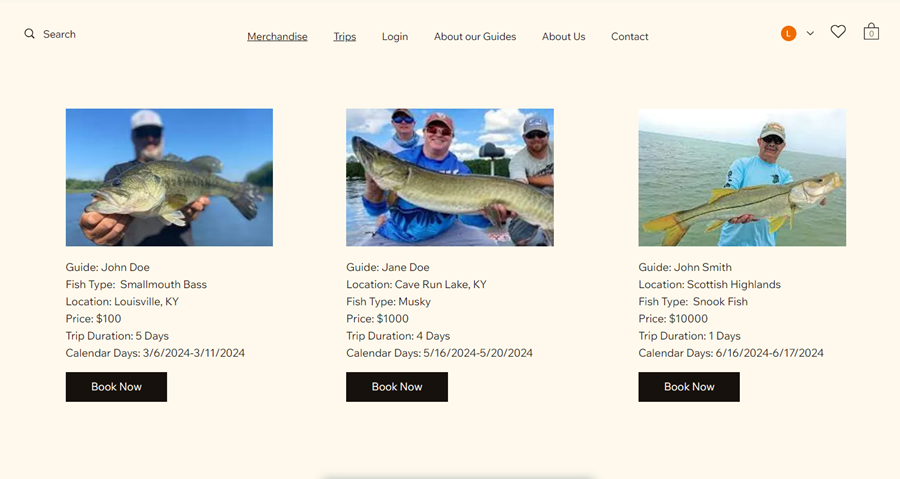 Search
Merchandise Trips Login About our Guides About Us Contact
L
0
Guide: John Doe
Fish Type: Smallmouth Bass
Location: Louisville, KY
Price: $100
Trip Duration: 5 Days
Calendar Days: 3/6/2024-3/11/2024
Book Now
Guide: Jane Doe
Location: Cave Run Lake, KY
Fish Type: Musky
Price: $1000
Trip Duration: 4 Days
Calendar Days: 5/16/2024-5/20/2024
Book Now
Guide: John Smith
Location: Scottish Highlands
Fish Type: Snook Fish
Price: $10000
Trip Duration: 1 Days
Calendar Days: 6/16/2024-6/17/2024
Book Now